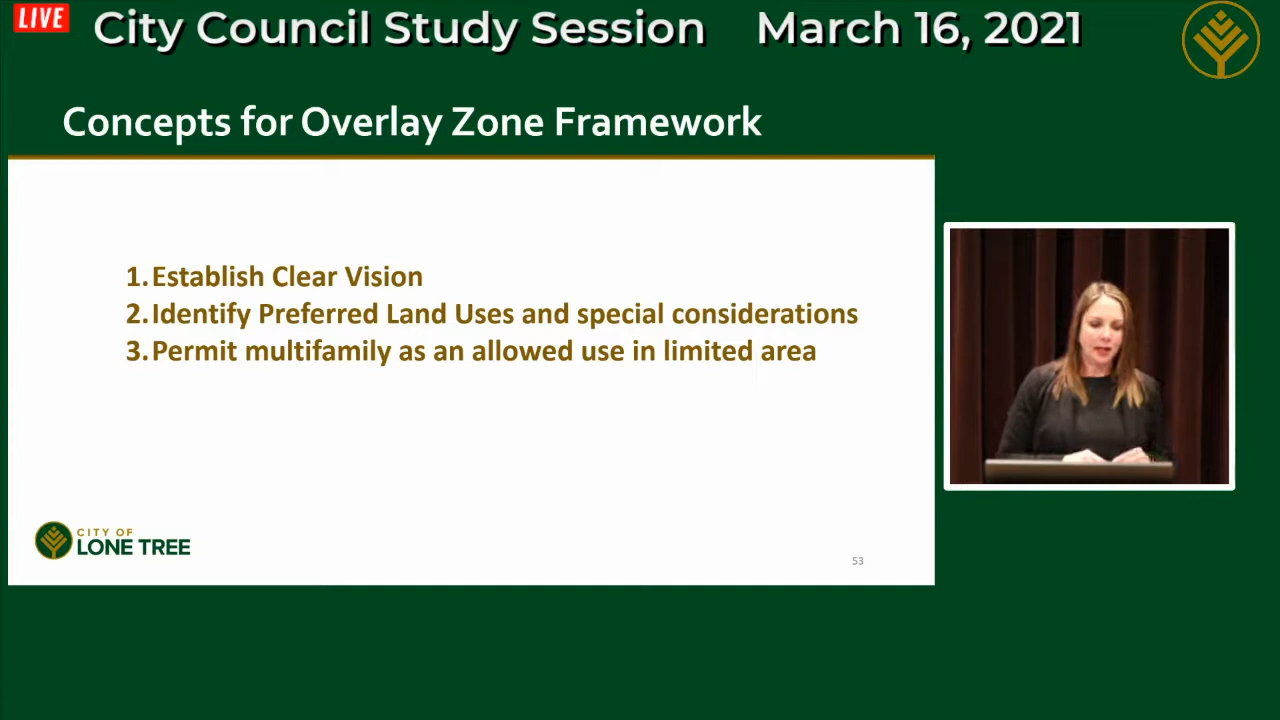 LIVE
City Council Study Session March 16, 2021
Concepts for Overlay Zone Framework
1. Establish Clear Vision
2. Identify Preferred Land Uses and special considerations
3. Permit multifamily as an allowed use in limited area
CITY OF
LONE TREE
53